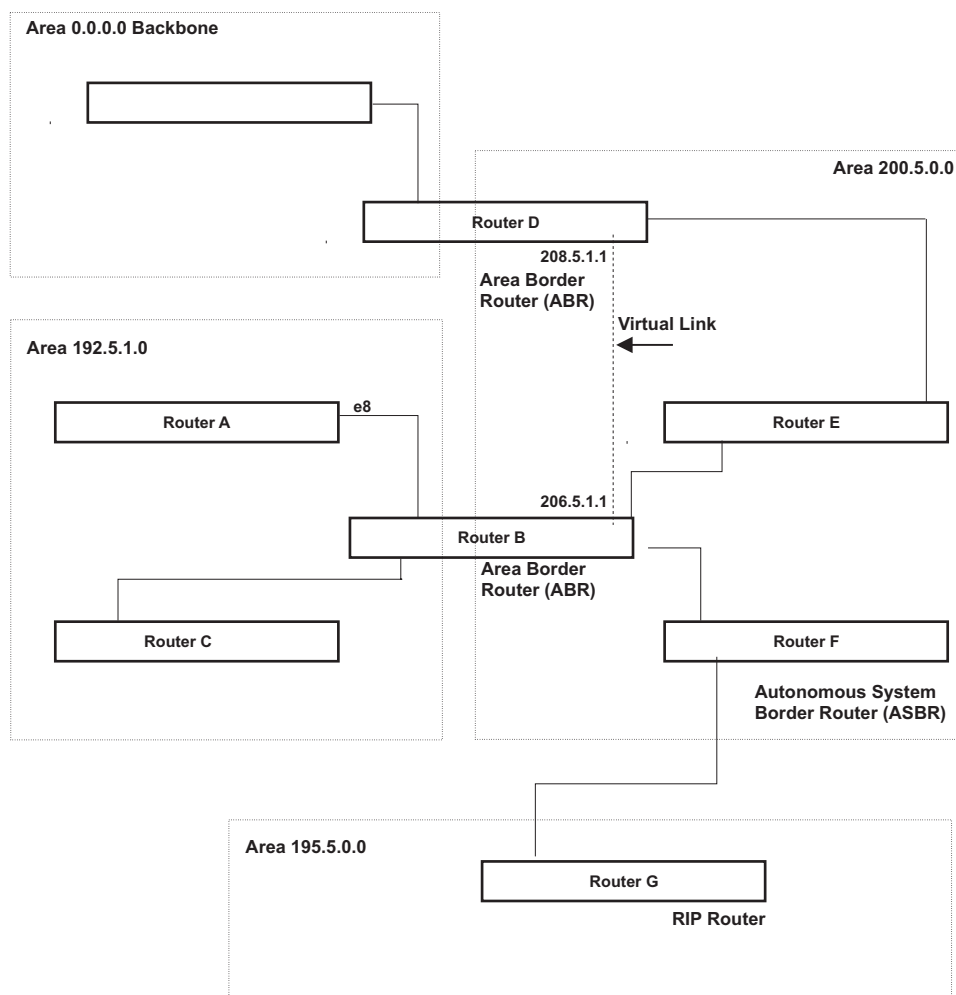 Area 0.0.0.0 Backbone
Area 200.5.0.0
Router D
208.5.1.1
Area Border
Router (ABR)
Virtual Link
Area 192.5.1.0
e8
Router A
Router E
206.5.1.1
Router B
Area Border
Router (ABR)
Router C
Router F
Autonomous System
Border Router (ASBR)
Area 195.5.0.0
Router G
RIP Router